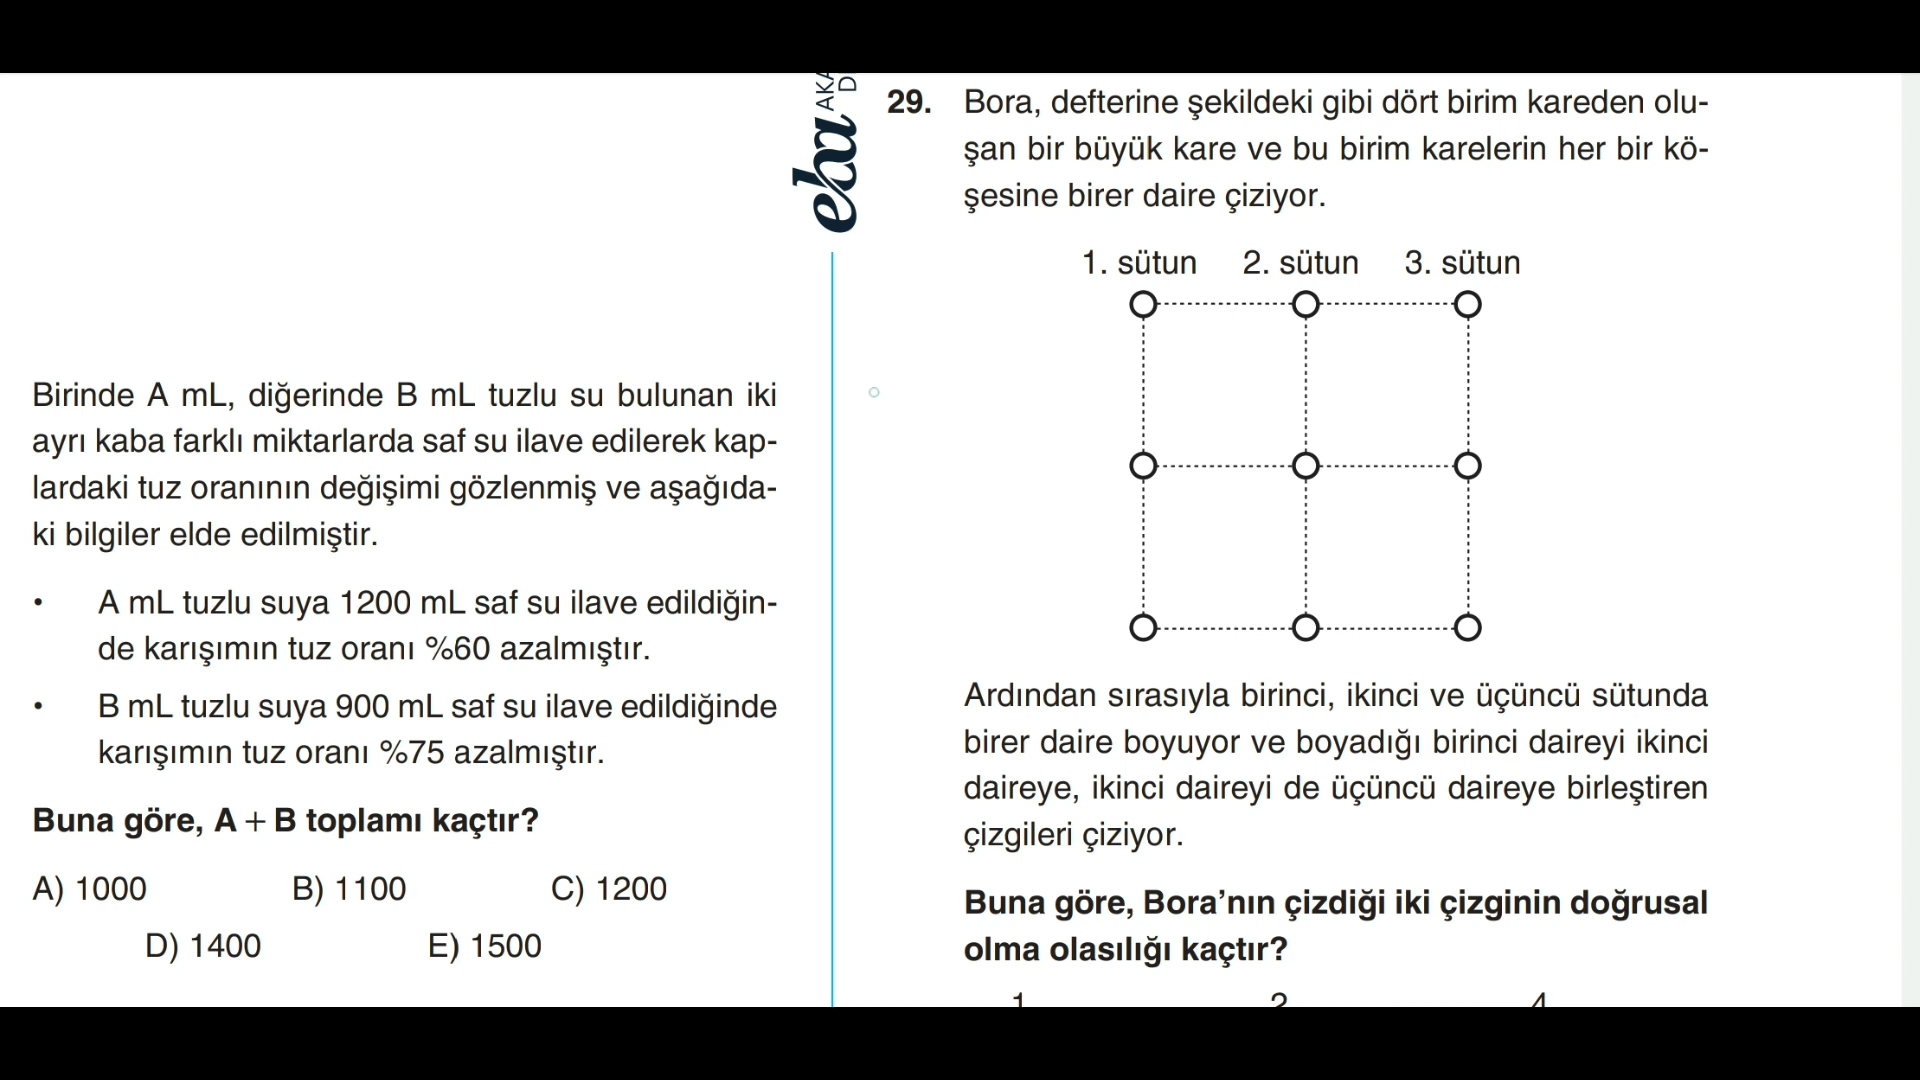 Birinde A mL, diğerinde B mL tuzlu su bulunan iki
ayrı kaba farklı miktarlarda saf su ilave edilerek kap-
lardaki tuz oranının değişimi gözlenmiş ve aşağıda-
ki bilgiler elde edilmiştir.
• A mL tuzlu suya 1200 mL saf su ilave edildiğin-
de karışımın tuz oranı %60 azalmıştır.
• B mL tuzlu suya 900 mL saf su ilave edildiğinde
karışımın tuz oranı %75 azalmıştır.
Buna göre, A + B toplamı kaçtır?
A) 1000 B) 1100 C) 1200
D) 1400 E) 1500
29. Bora, defterine şekildeki gibi dört birim kareden olu-
şan bir büyük kare ve bu birim karelerin her bir kö-
şesine birer daire çiziyor.
1. sütun 2. sütun 3. sütun
Ardından sırasıyla birinci, ikinci ve üçüncü sütunda
birer daire boyuyor ve boyadığı birinci daireyi ikinci
daireye, ikinci daireyi de üçüncü daireye birleştiren
çizgileri çiziyor.
Buna göre, Bora'nın çizdiği iki çizginin doğrusal
olma olasılığı kaçtır?
1 2 4